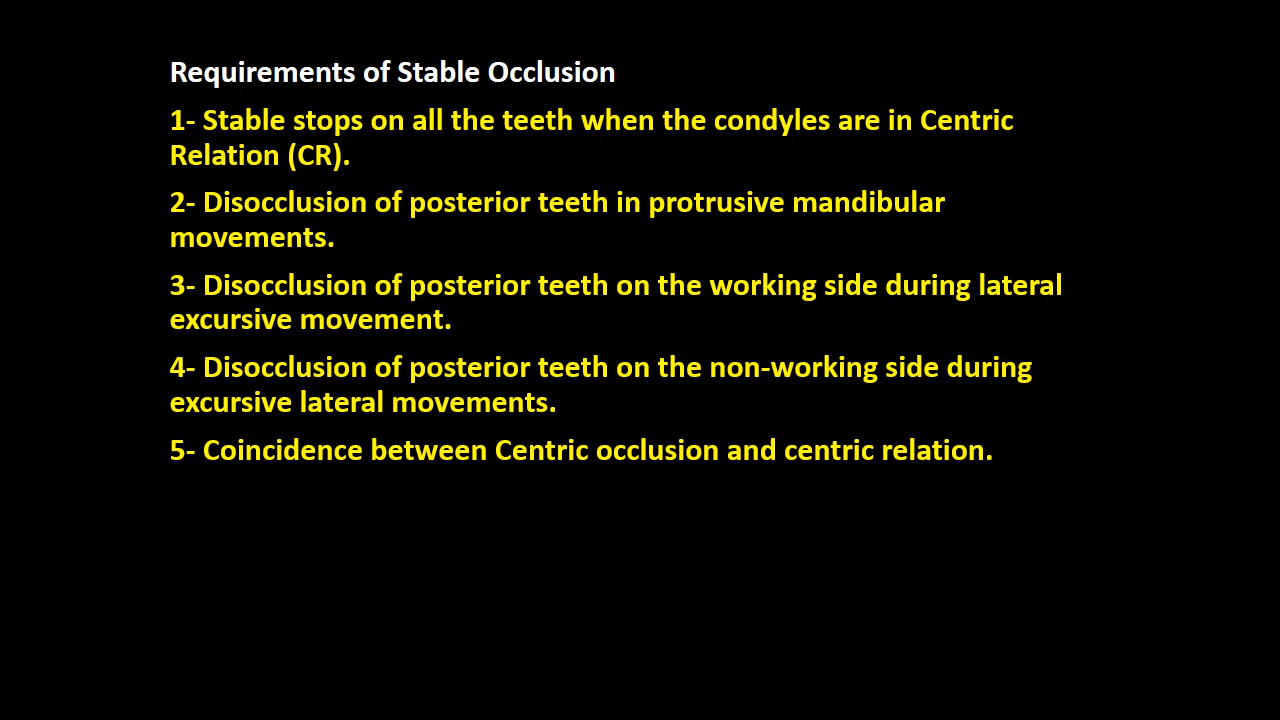 Requirements of Stable Occlusion
1- Stable stops on all the teeth when the condyles are in Centric
Relation (CR).
2- Disocclusion of posterior teeth in protrusive mandibular
movements.
3- Disocclusion of posterior teeth on the working side during lateral
excursive movement.
4- Disocclusion of posterior teeth on the non-working side during
excursive lateral movements.
5- Coincidence between Centric occlusion and centric relation.